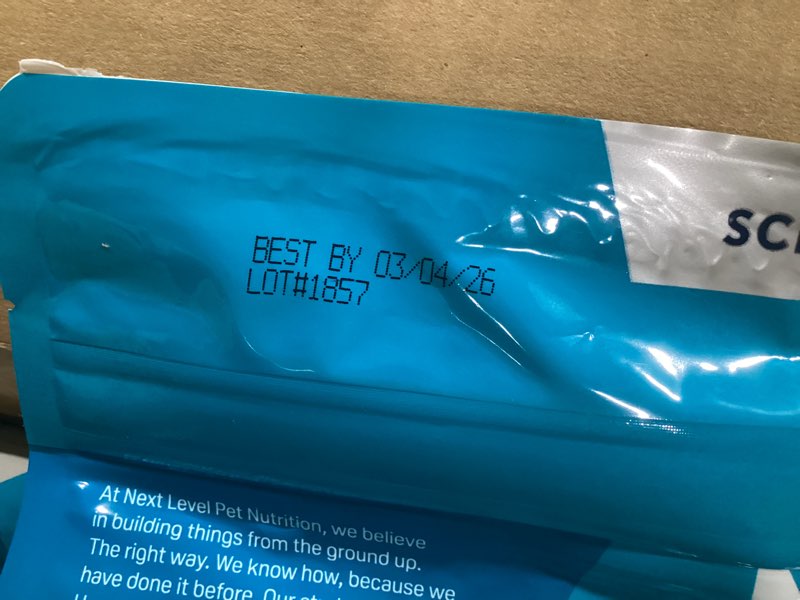 BEST BY 03/04/26
LOT#1857
SC
At Next Level Pet Nutrition, we believe
in building things from the ground up.
The right way. We know how, because we
have done it before. Our